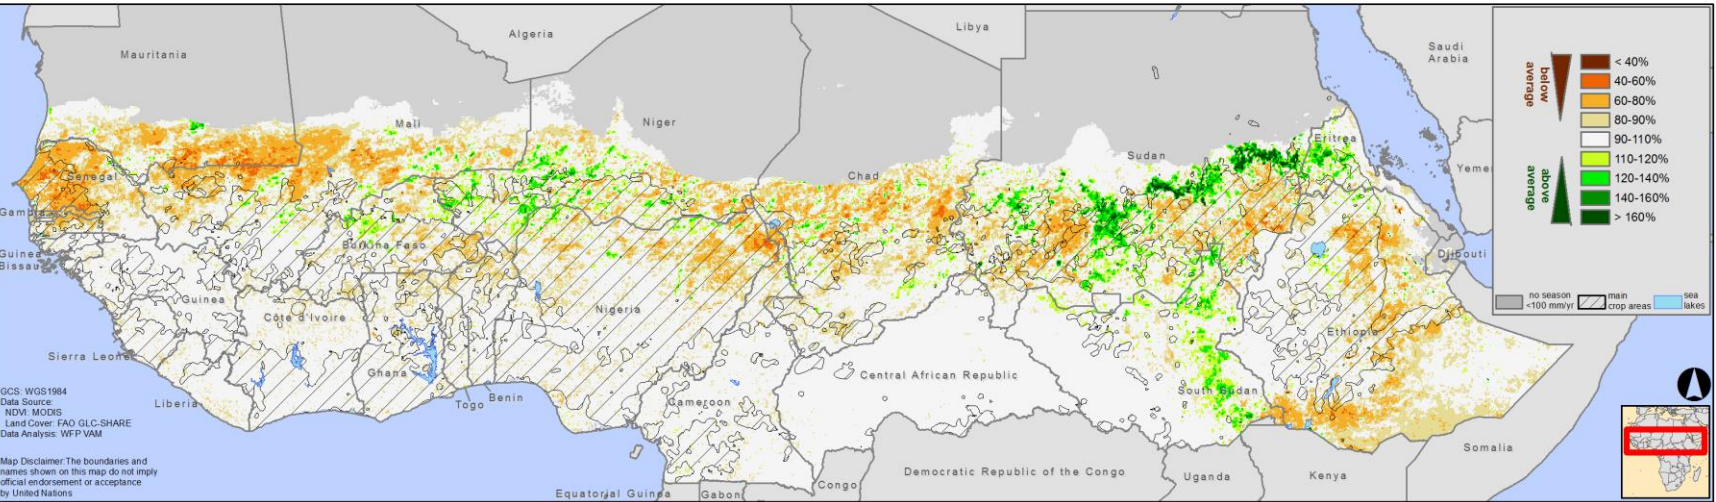 Libya
Algeria
Saudi
Arabia
Mauritania
below
average
< 40%
40-60%
60-80%
80-90%
90-110%
110-120%
120-140%
140-160%
> 160%
above
average
Mali
Niger
Eritrea
Sudan
Yeme
Senegal
Chad
Gambia
Burkina Faso
Guinea
Bissau
Djibouti
Guinea
no season
<100 mm/yr
main
crop areas
sea
lakes
Nigeria
Côte d'Ivoire
Ethiopia
Sierra Leone
Ghana
Central African Republic
South Sudan
GCS: WGS1984
Data Source:
NDVI: MODIS
Land Cover: FAO GLC-SHARE
Data Analysis: WFP VAM
Liberia
Togo
Benin
Cameroon
Somalia
Map Disclaimer: The boundaries and
names shown on this map do not imply
official endorsement or acceptance
by United Nations
Democratic Republic of the Congo
Uganda
Kenya
Congo
Equatorial Guinea
Gabon